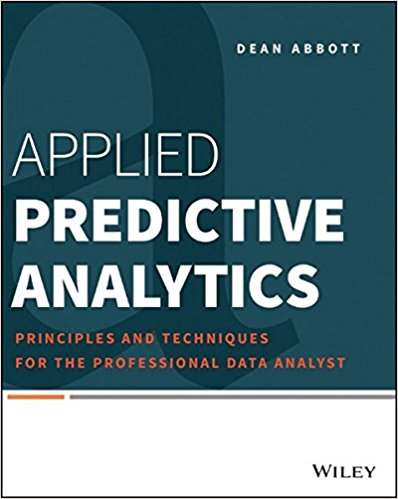 DEAN ABBOTT
APPLIED
PREDICTIVE
ANALYTICS
PRINCIPLES AND TECHNIQUES
FOR THE PROFESSIONAL DATA ANALYST
WILEY